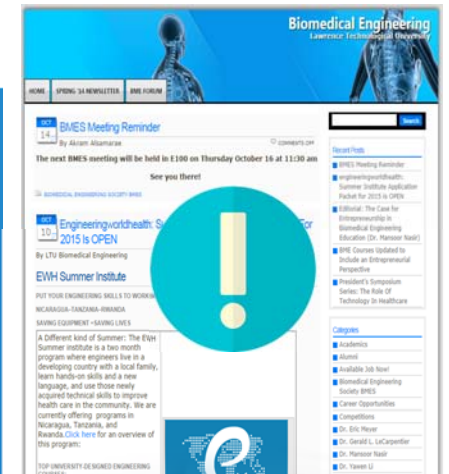 Biomedical Engineering
Lawrence Technological University
HOME
SPRING '14 NEWSLETTER
BME FORUM
OCT
14
BMES Meeting Reminder
By Akram Alsamarae
COMMENTS OFF
The next BMES meeting will be held in E100 on Thursday October 16 at 11:30 am
See you there!
BIOMEDICAL ENGINEERING SOCIETY BMES
OCT
10
Engineeringworldhealth: Su
For
2015 Is OPEN
By LTU Biomedical Engineering
EWH Summer Institute
PUT YOUR ENGINEERING SKILLS TO WORK
NICARAGUA–TANZANIA–RWANDA
SAVING EQUIPMENT =SAVING LIVES
A Different kind of Summer: The EWH
Summer institute is a two month
program where engineers live in a
developing country with a local family,
learn hands-on skills and a new
language, and use those newly
acquired technical skills to improve
health care in the community. We are
currently offering programs in
Nicaragua, Tanzania, and
Rwanda.Click here for an overview of
this program:
TOP UNIVERSITY-DESIGNED ENGINEERING
Search
Recent Posts
BMES Meeting Reminder
engineeringworldhealth:
Summer Institute Application
Packet for 2015 is OPEN
Editorial: The Case for
Entrepreneurship in
Biomedical Engineering
Education (Dr. Mansoor Nasir)
BME Courses Updated to
Include an Entrepreneurial
Perspective
President's Symposium
Series: The Role Of
Technology In Healthcare
Categories
Academics
Alumni
Available Job Now!
Biomedical Engineering
Society BMES
Career Opportunities
Competitions
Dr. Eric Meyer
Dr. Gerald L. LeCarpentier
Dr. Mansoor Nasir
Dr. Yawen Li